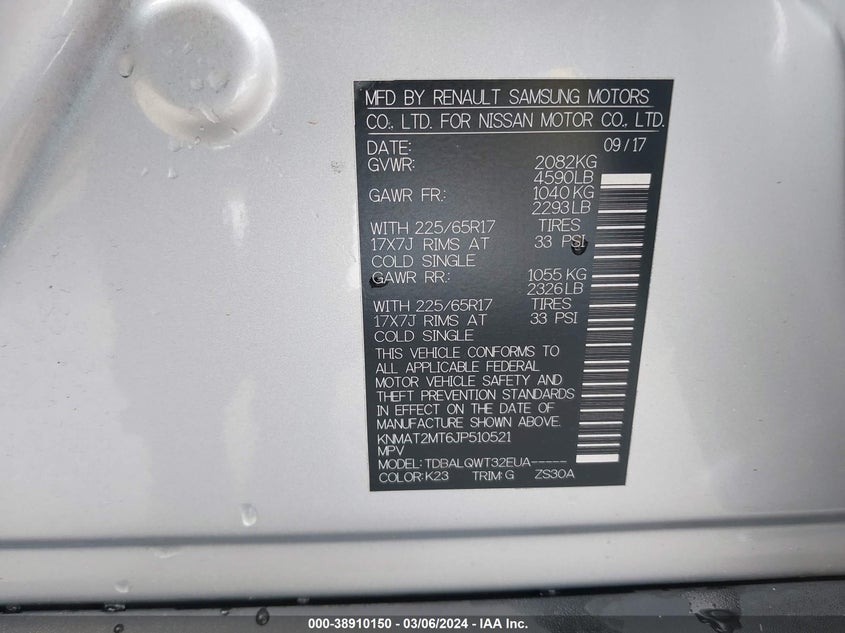 MFD BY RENAULT SAMSUNG MOTORS
CO., LTD. FOR NISSAN MOTOR CO., LTD.
DATE: 09/17
GVWR: 2082KG
4590LB
GAWR FR.: 1040KG
2293LB
WITH 225/65R17 TIRES
17X7J RIMS AT 33 PSI
COLD SINGLE
GAWR RR.: 1055KG
2326LB
WITH 225/65R17 TIRES
17X7J RIMS AT 33 PSI
COLD SINGLE
THIS VEHICLE CONFORMS TO
ALL APPLICABLE FEDERAL
MOTOR VEHICLE SAFETY AND
THEFT PREVENTION STANDARDS
IN EFFECT ON THE DATE OF
MANUFACTURE SHOWN ABOVE.
KNMAT2MT6JP510521
MPV
MODEL: TDBALQWT32EUA-----
COLOR: K23 TRIM: G ZS30A
000-38910150 - 03/06/2024 - IAA Inc.